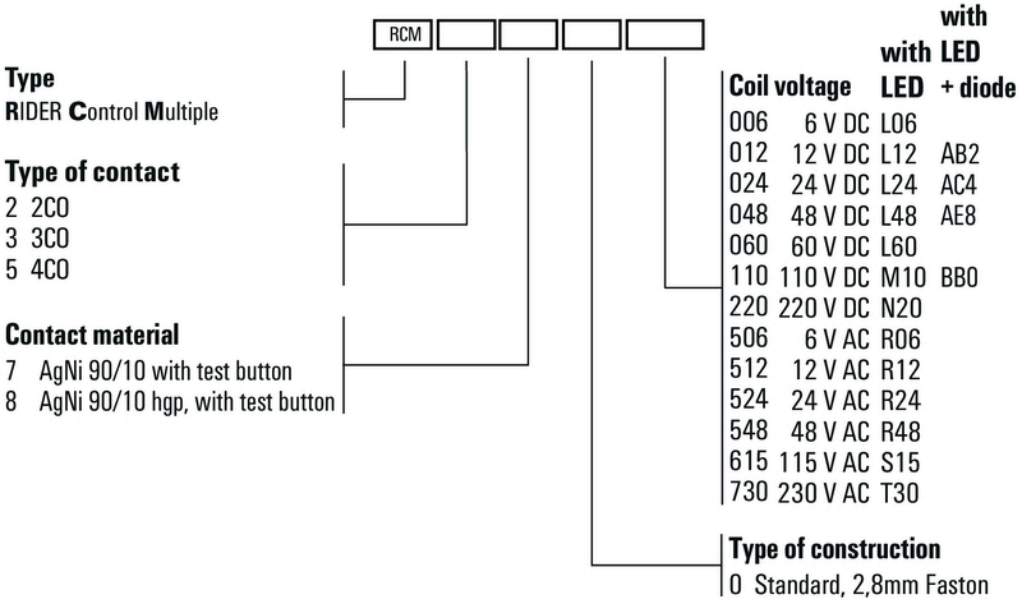 RCM
Type
RIDER Control Multiple
Type of contact
2 2CO
3 3CO
5 4CO
Contact material
7 AgNi 90/10 with test button
8 AgNi 90/10 hgp, with test button
with
with LED
Coil voltage LED + diode
006 6 V DC L06
012 12 V DC L12 AB2
024 24 V DC L24 AC4
048 48 V DC L48 AE8
060 60 V DC L60
110 110 V DC M10 BB0
220 220 V DC N20
506 6 V AC R06
512 12 V AC R12
524 24 V AC R24
548 48 V AC R48
615 115 V AC S15
730 230 V AC T30
Type of construction
0 Standard, 2,8mm Faston